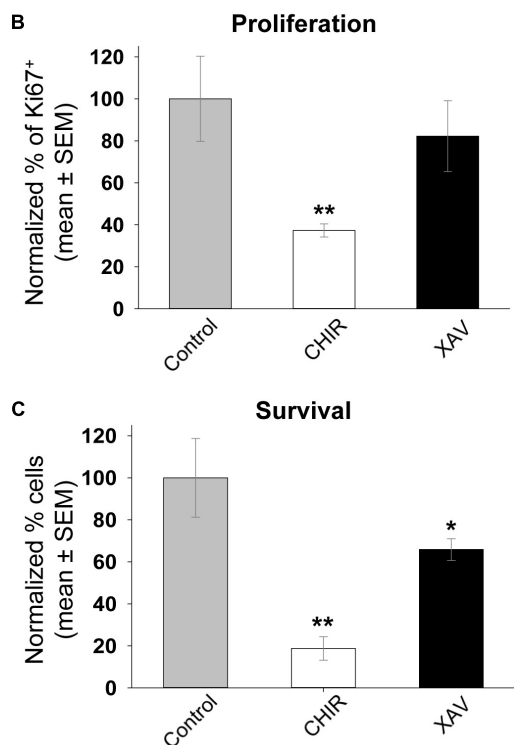 B
Proliferation
Normalized % of Ki67⁺
(mean ± SEM)
120
100
80
60
40
20
0
**
Control
CHIR
XAV
C
Survival
Normalized % cells
(mean ± SEM)
120
100
80
60
40
20
0
**
*
Control
CHIR
XAV